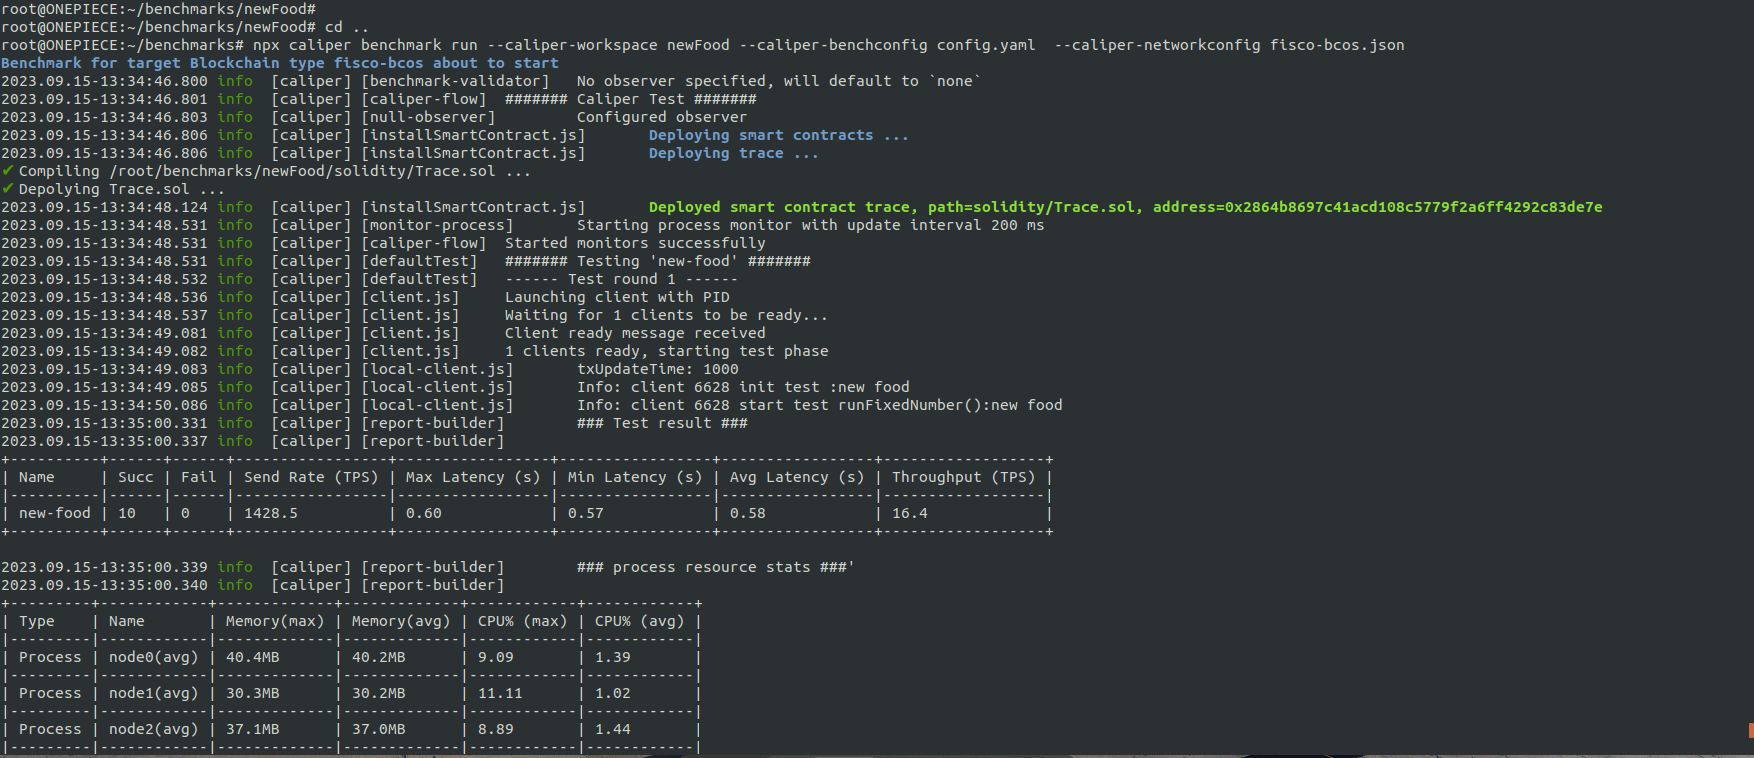 root@ONEPIECE:~/benchmarks/newFood#
root@ONEPIECE:~/benchmarks/newFood# cd ..
root@ONEPIECE:~/benchmarks# npx caliper benchmark run --caliper-workspace newFood --caliper-benchconfig config.yaml  --caliper-networkconfig fisco-bcos.json
Benchmark for target Blockchain type fisco-bcos about to start
2023.09.15-13:34:46.800 info  [caliper] [benchmark-validator]   No observer specified, will default to `none`
2023.09.15-13:34:46.801 info  [caliper] [caliper-flow]  ####### Caliper Test #######
2023.09.15-13:34:46.803 info  [caliper] [null-observer]         Configured observer
2023.09.15-13:34:46.806 info  [caliper] [installSmartContract.js]       Deploying smart contracts ...
2023.09.15-13:34:46.806 info  [caliper] [installSmartContract.js]       Deploying trace ...
✔ Compiling /root/benchmarks/newFood/solidity/Trace.sol ...
✔ Depolying Trace.sol ...
2023.09.15-13:34:48.124 info  [caliper] [installSmartContract.js]       Deployed smart contract trace, path=solidity/Trace.sol, address=0x2864b8697c41acd108c5779f2a6ff4292c83de7e
2023.09.15-13:34:48.531 info  [caliper] [monitor-process]       Starting process monitor with update interval 200 ms
2023.09.15-13:34:48.531 info  [caliper] [caliper-flow]  Started monitors successfully
2023.09.15-13:34:48.531 info  [caliper] [defaultTest]   ####### Testing 'new-food' #######
2023.09.15-13:34:48.532 info  [caliper] [defaultTest]   ------ Test round 1 ------
2023.09.15-13:34:48.536 info  [caliper] [client.js]     Launching client with PID
2023.09.15-13:34:48.537 info  [caliper] [client.js]     Waiting for 1 clients to be ready...
2023.09.15-13:34:49.081 info  [caliper] [client.js]     Client ready message received
2023.09.15-13:34:49.082 info  [caliper] [client.js]     1 clients ready, starting test phase
2023.09.15-13:34:49.083 info  [caliper] [local-client.js]       txUpdateTime: 1000
2023.09.15-13:34:49.085 info  [caliper] [local-client.js]       Info: client 6628 init test :new food
2023.09.15-13:34:50.086 info  [caliper] [local-client.js]       Info: client 6628 start test runFixedNumber():new food
2023.09.15-13:35:00.331 info  [caliper] [report-builder]        ### Test result ###
2023.09.15-13:35:00.337 info  [caliper] [report-builder]
+----------+------+------+-----------------+-----------------+-----------------+-----------------+------------------+
| Name     | Succ | Fail | Send Rate (TPS) | Max Latency (s) | Min Latency (s) | Avg Latency (s) | Throughput (TPS) |
|----------|------|------|-----------------|-----------------|-----------------|-----------------|------------------|
| new-food | 10   | 0    | 1428.5          | 0.60            | 0.57            | 0.58            | 16.4             |
+----------+------+------+-----------------+-----------------+-----------------+-----------------+------------------+
2023.09.15-13:35:00.339 info  [caliper] [report-builder]        ### process resource stats ###'
2023.09.15-13:35:00.340 info  [caliper] [report-builder]
+---------+------------+-------------+-------------+------------+------------+
| Type    | Name       | Memory(max) | Memory(avg) | CPU% (max) | CPU% (avg) |
|---------|------------|-------------|-------------|------------|------------|
| Process | node0(avg) | 40.4MB      | 40.2MB      | 9.09       | 1.39       |
|---------|------------|-------------|-------------|------------|------------|
| Process | node1(avg) | 30.3MB      | 30.2MB      | 11.11      | 1.02       |
|---------|------------|-------------|-------------|------------|------------|
| Process | node2(avg) | 37.1MB      | 37.0MB      | 8.89       | 1.44       |
|---------|------------|-------------|-------------|------------|------------|